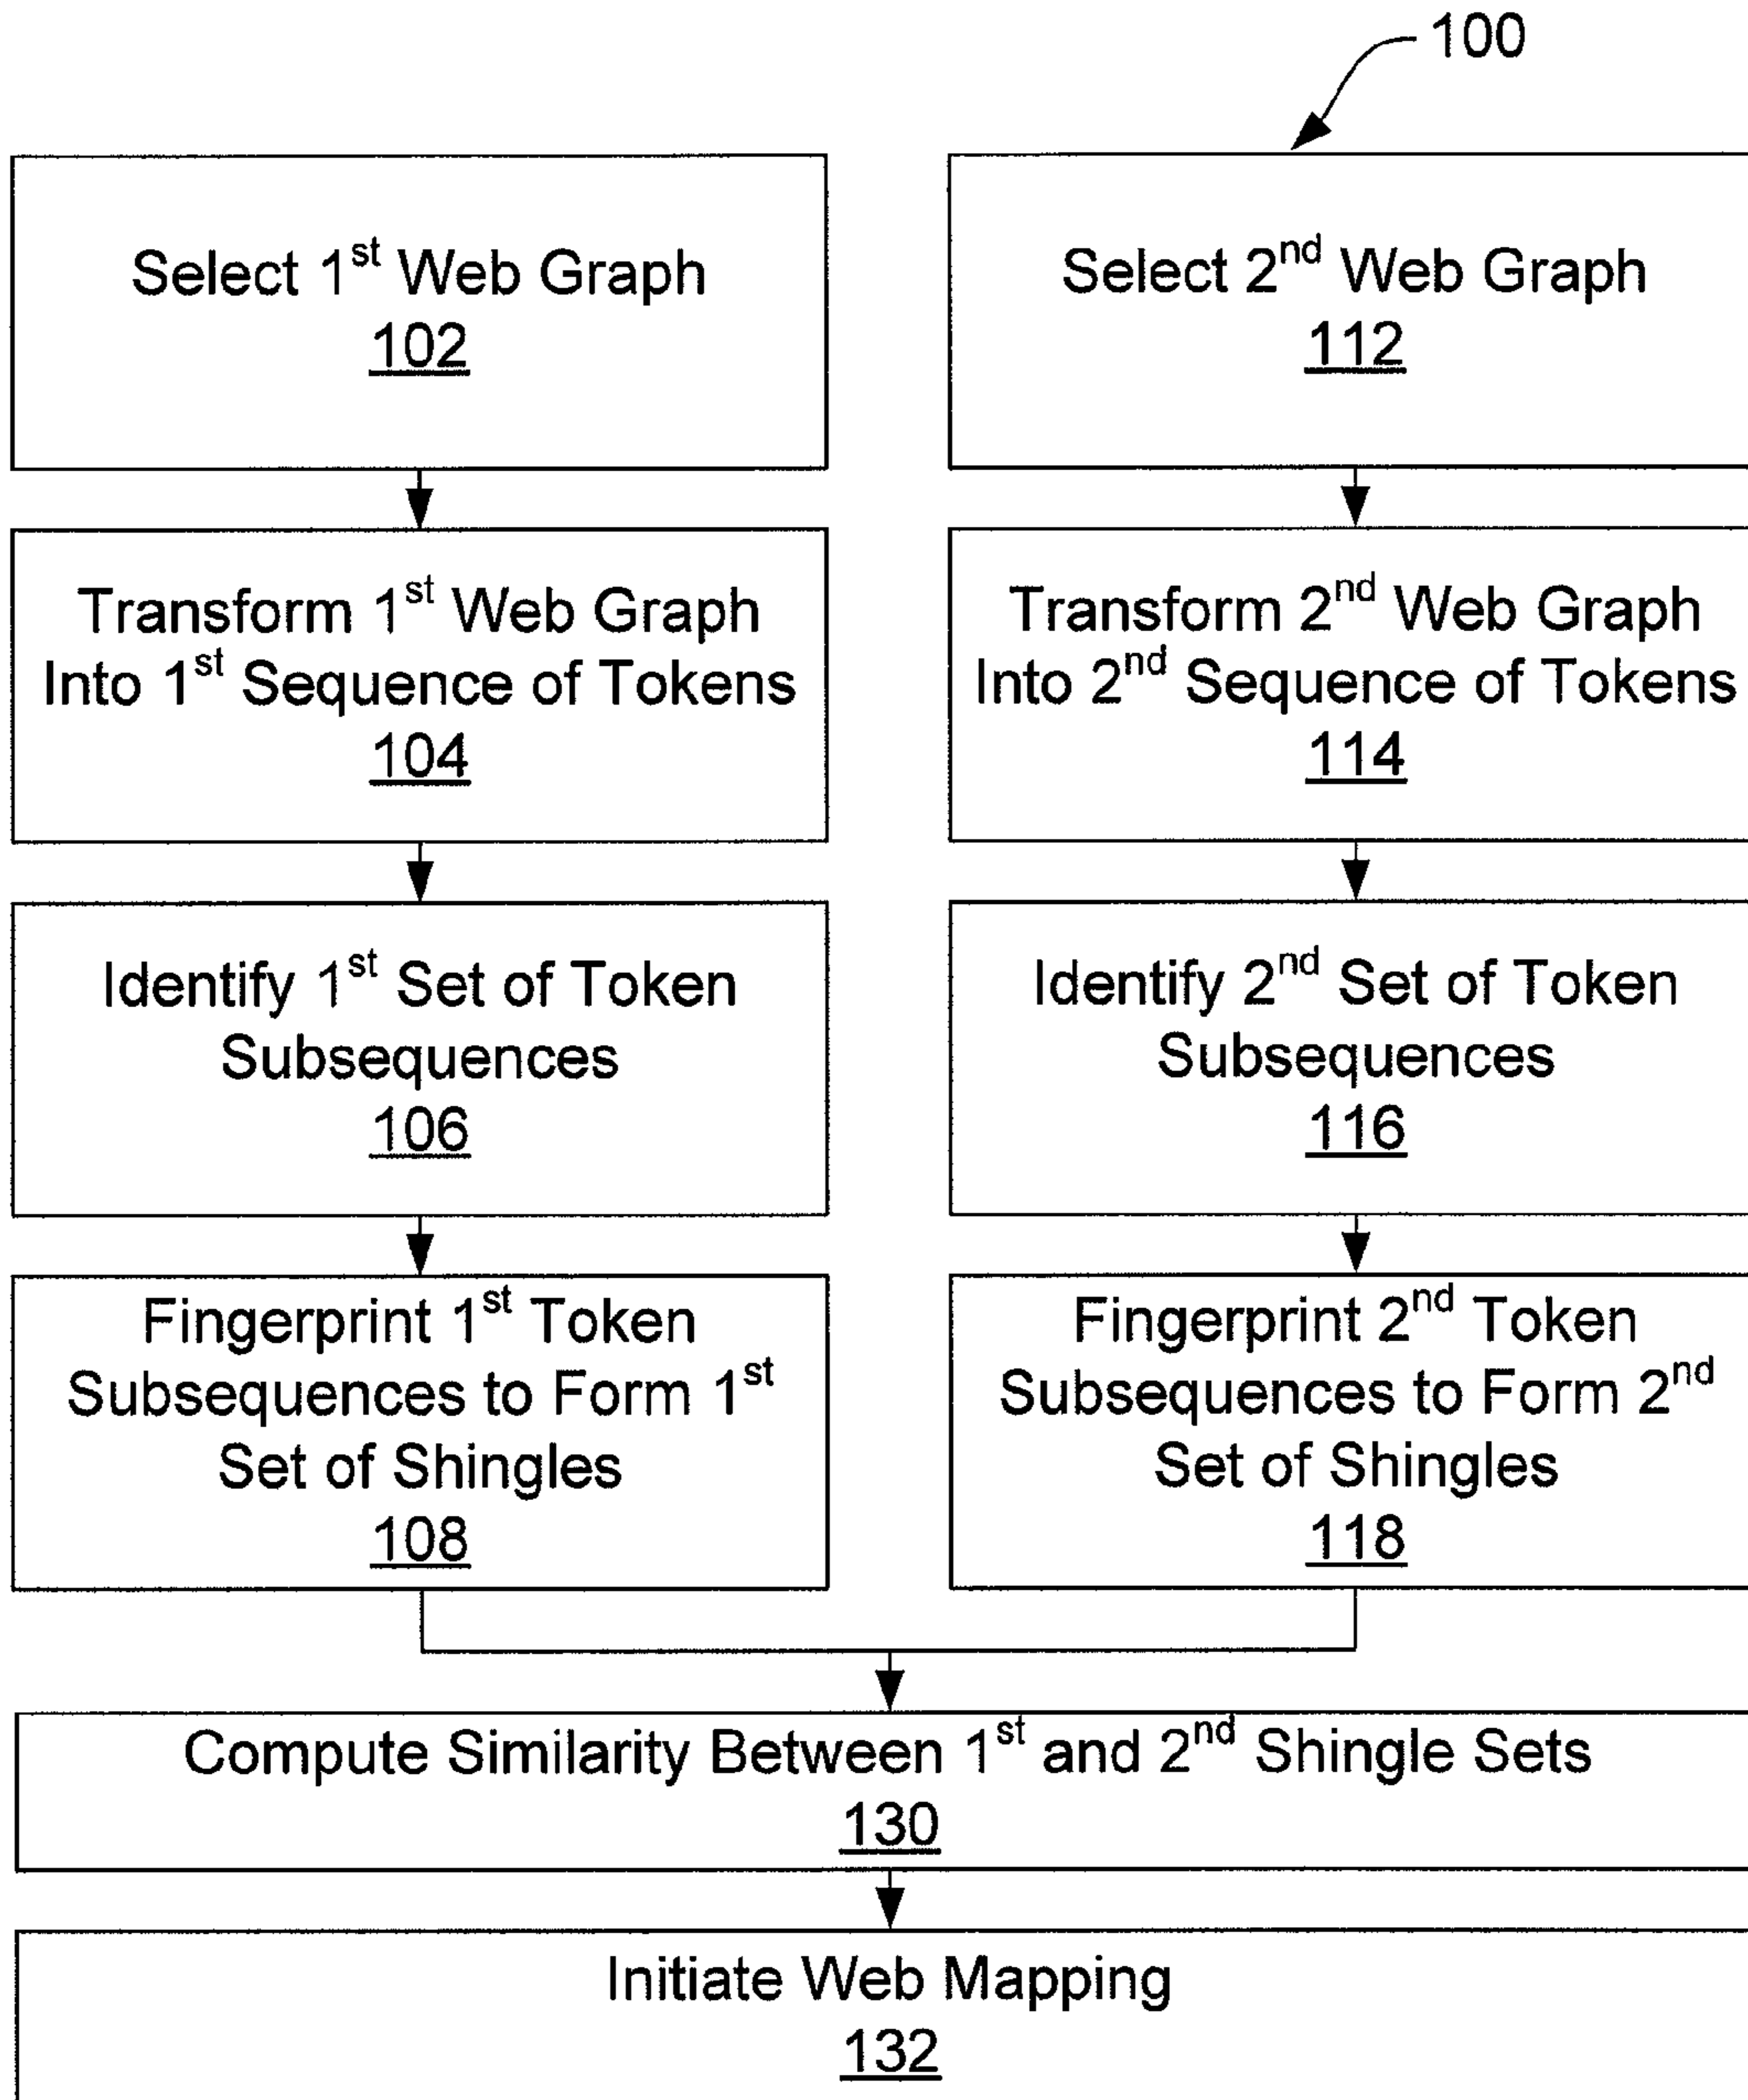 100
Select 1st Web Graph
102
Transform 1st Web Graph
Into 1st Sequence of Tokens
104
Identify 1st Set of Token
Subsequences
106
Fingerprint 1st Token
Subsequences to Form 1st
Set of Shingles
108
Select 2nd Web Graph
112
Transform 2nd Web Graph
Into 2nd Sequence of Tokens
114
Identify 2nd Set of Token
Subsequences
116
Fingerprint 2nd Token
Subsequences to Form 2nd
Set of Shingles
118
Compute Similarity Between 1st and 2nd Shingle Sets
130
Initiate Web Mapping
132